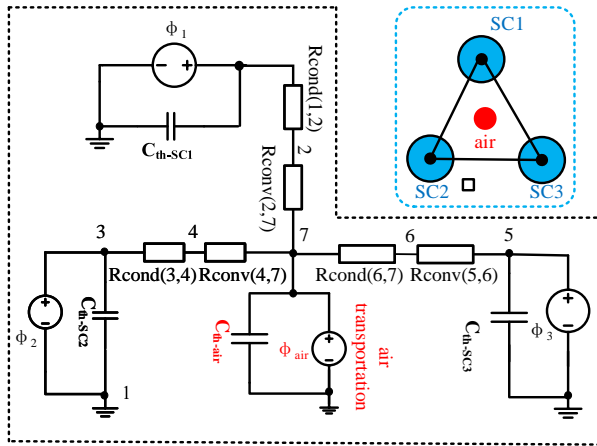 ϕ1
Rcond(1,2)
Cth-SC1
2
Rconv(2,7)
SC1
air
SC2
SC3
3
4
7
6
5
Rcond(3,4)
Rconv(4,7)
Rcond(6,7)
Rconv(5,6)
ϕ2
Cth-SC2
Cth-air
ϕair
air
transportation
Cth-SC3
ϕ3
1